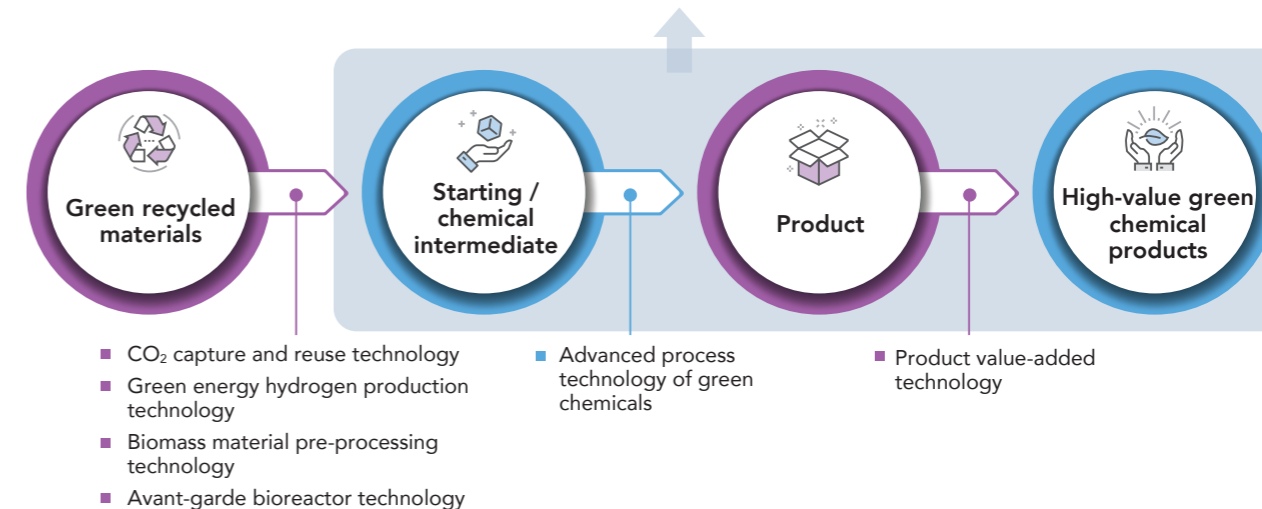 Green recycled
materials
Starting /
chemical
intermediate
Product
High-value green
chemical
products
■ CO₂ capture and reuse technology
■ Green energy hydrogen production
technology
■ Biomass material pre-processing
technology
■ Avant-garde bioreactor technology
■ Advanced process
technology of green
chemicals
■ Product value-added
technology